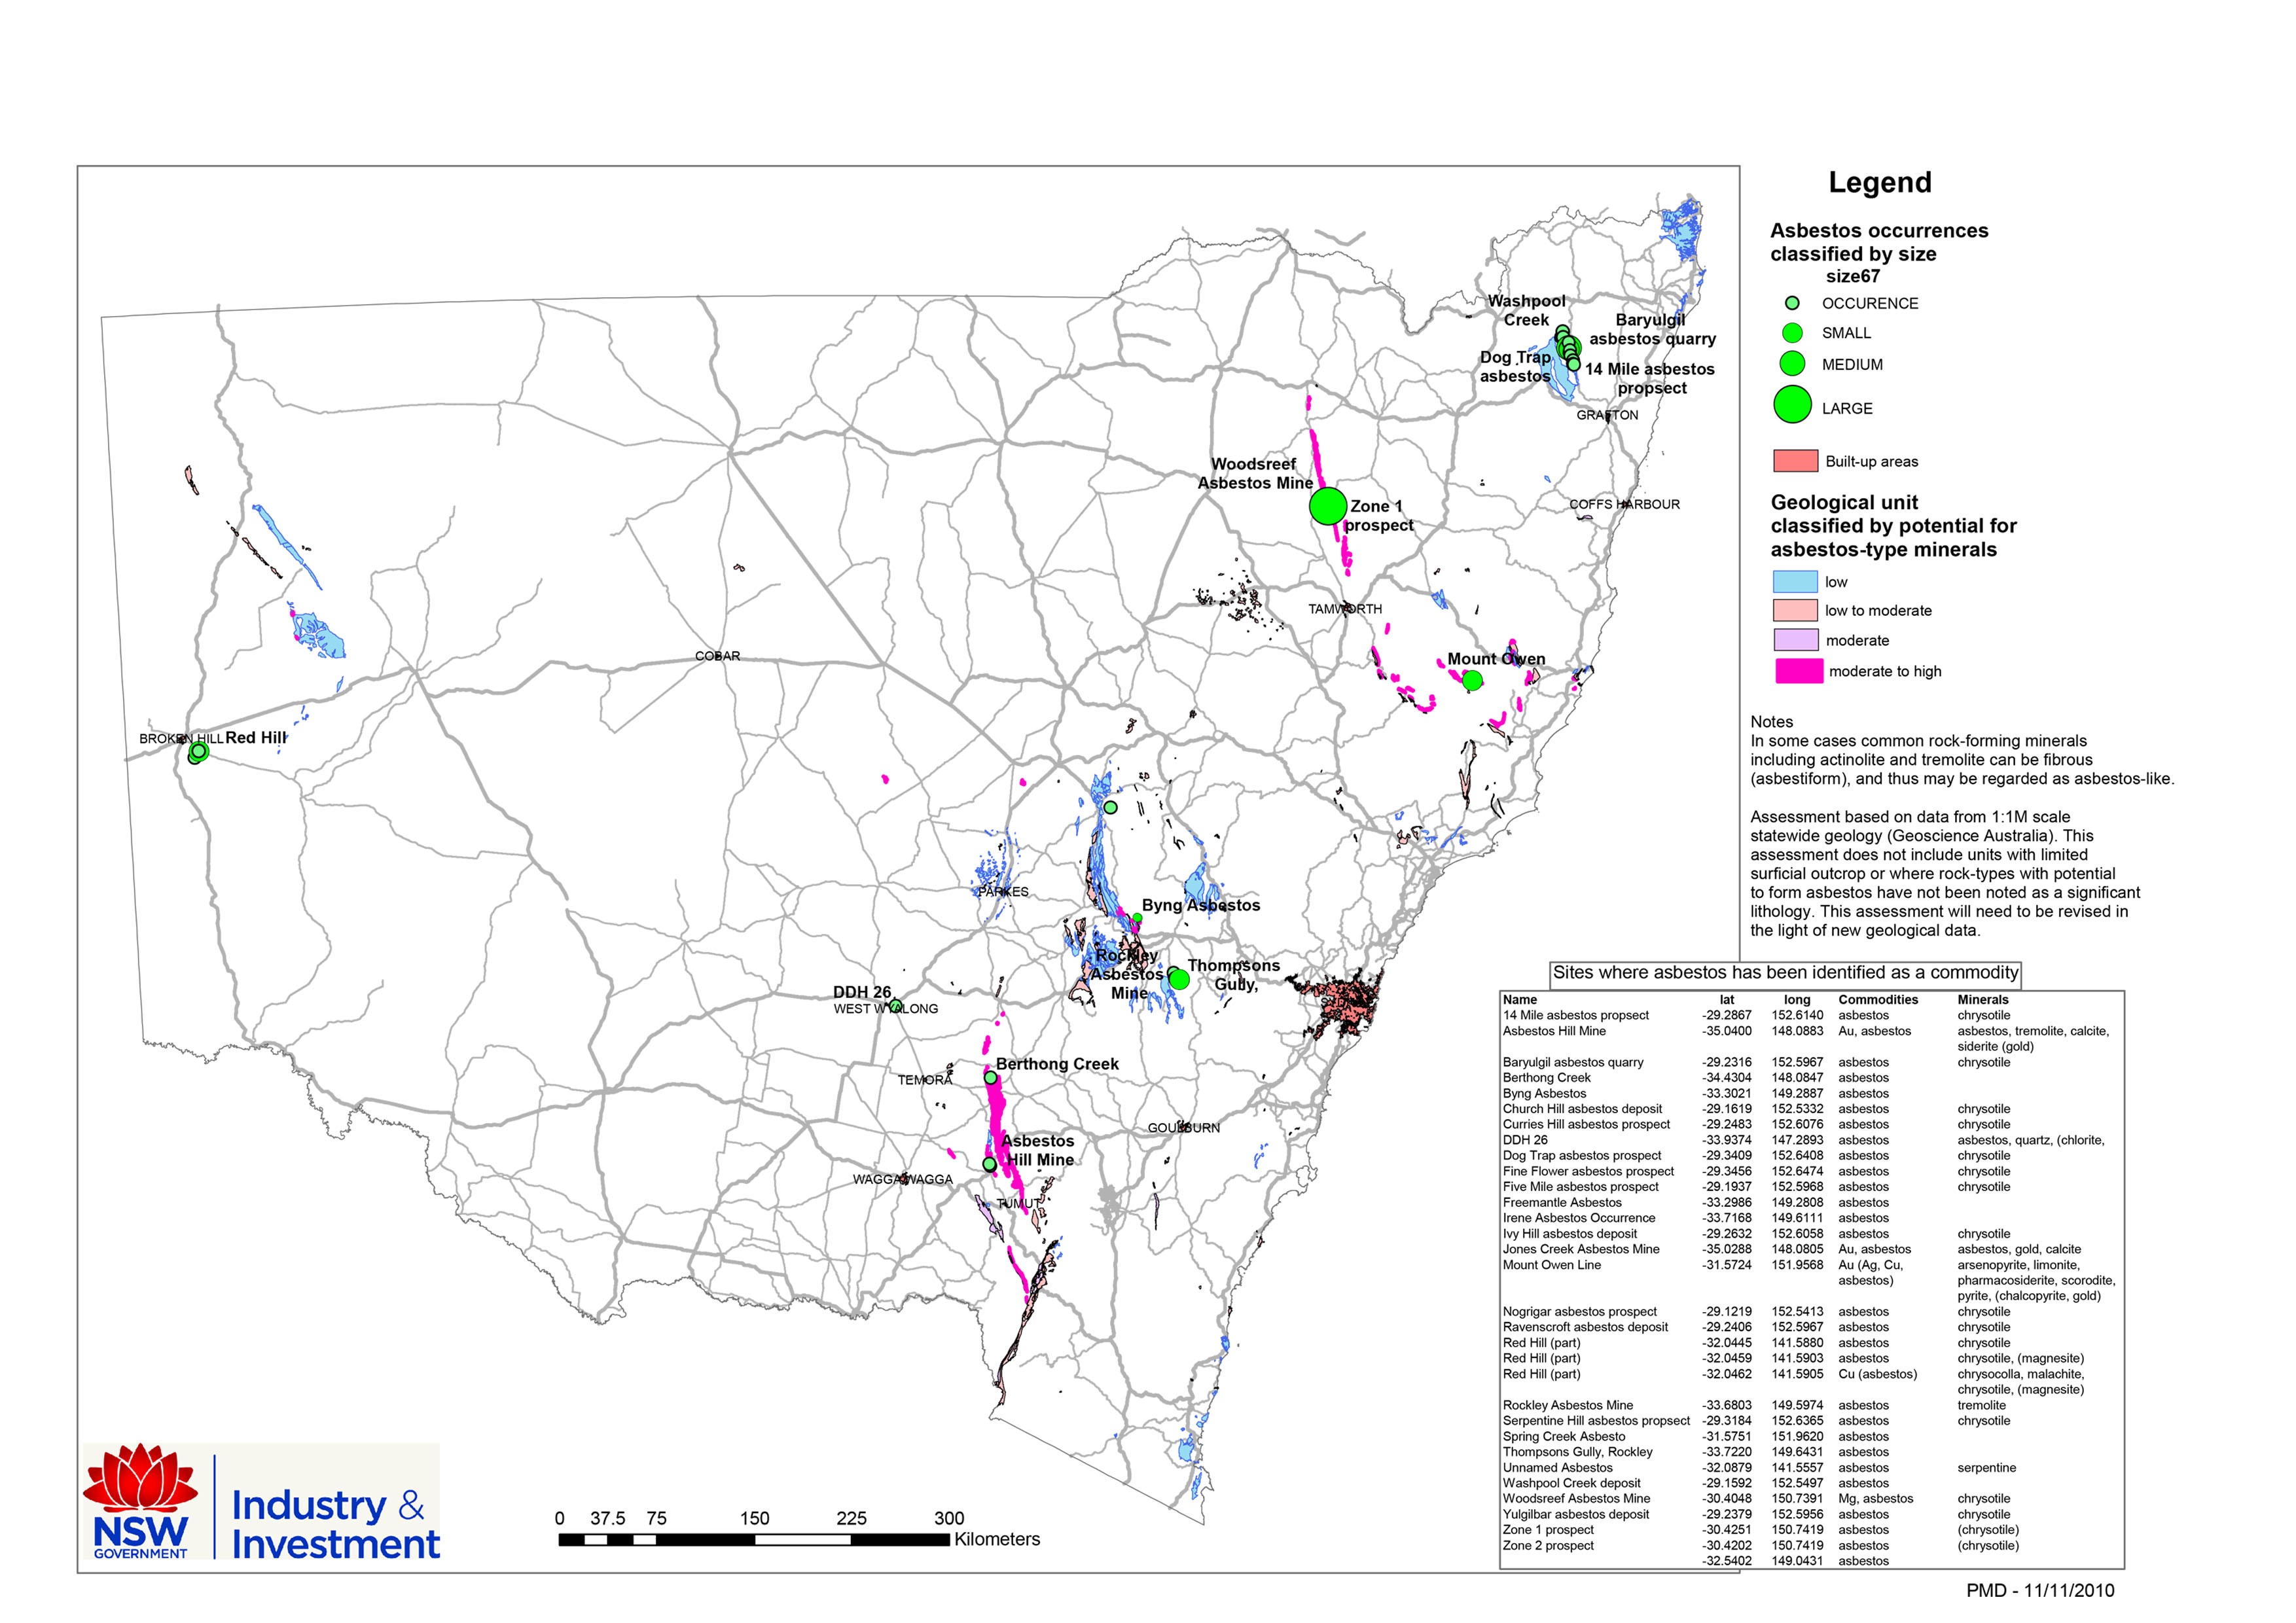 Legend
Asbestos occurrences
classified by size
size67
OCCURENCE
SMALL
MEDIUM
LARGE
Built-up areas
Geological unit
classified by potential for
asbestos-type minerals
low
low to moderate
moderate
moderate to high
Notes
In some cases common rock-forming minerals
including actinolite and tremolite can be fibrous
(asbestiform), and thus may be regarded as asbestos-like.
Assessment based on data from 1:1M scale
statewide geology (Geoscience Australia). This
assessment does not include units with limited
surficial outcrop or where rock-types with potential
to form asbestos have not been noted as a significant
lithology. This assessment will need to be revised in
the light of new geological data.
Washpool
Creek
Baryulgil
asbestos quarry
Dog Trap
asbestos
14 Mile asbestos
propsect
GRAFTON
Woodsreef
Asbestos Mine
Zone 1
prospect
COFFS HARBOUR
TAMWORTH
COBAR
Mount Owen
BROKEN HILL
Red Hill
PARKES
Byng Asbestos
Rockley
Asbestos
Mine
Thompsons
Gully,
DDH 26
WEST WYALONG
Berthong Creek
TEMORA
GOULBURN
Asbestos
Hill Mine
WAGGA WAGGA
TUMUT
Sites where asbestos has been identified as a commodity
Name lat long Commodities Minerals
14 Mile asbestos propsect -29.2867 152.6140 asbestos chrysotile
Asbestos Hill Mine -35.0400 148.0883 Au, asbestos asbestos, tremolite, calcite,
siderite (gold)
Baryulgil asbestos quarry -29.2316 152.5967 asbestos chrysotile
Berthong Creek -34.4304 148.0847 asbestos
Byng Asbestos -33.3021 149.2887 asbestos
Church Hill asbestos deposit -29.1619 152.5332 asbestos chrysotile
Curries Hill asbestos prospect -29.2483 152.6076 asbestos chrysotile
DDH 26 -33.9374 147.2893 asbestos asbestos, quartz, (chlorite,
Dog Trap asbestos prospect -29.3409 152.6408 asbestos chrysotile
Fine Flower asbestos prospect -29.3456 152.6474 asbestos chrysotile
Five Mile asbestos prospect -29.1937 152.5968 asbestos chrysotile
Freemantle Asbestos -33.2986 149.2808 asbestos
Irene Asbestos Occurrence -33.7168 149.6111 asbestos
Ivy Hill asbestos deposit -29.2632 152.6058 asbestos chrysotile
Jones Creek Asbestos Mine -35.0288 148.0805 Au, asbestos asbestos, gold, calcite
Mount Owen Line -31.5724 151.9568 Au (Ag, Cu, arsenopyrite, limonite,
asbestos) pharmacosiderite, scorodite,
pyrite, (chalcopyrite, gold)
Nogrigar asbestos prospect -29.1219 152.5413 asbestos chrysotile
Ravenscroft asbestos deposit -29.2406 152.5967 asbestos chrysotile
Red Hill (part) -32.0445 141.5880 asbestos chrysotile
Red Hill (part) -32.0459 141.5903 asbestos chrysotile, (magnesite)
Red Hill (part) -32.0462 141.5905 Cu (asbestos) chrysocolla, malachite,
chrysotile, (magnesite)
Rockley Asbestos Mine -33.6803 149.5974 asbestos tremolite
Serpentine Hill asbestos propsect -29.3184 152.6365 asbestos chrysotile
Spring Creek Asbesto -31.5751 151.9620 asbestos
Thompsons Gully, Rockley -33.7220 149.6431 asbestos
Unnamed Asbestos -32.0879 141.5557 asbestos serpentine
Washpool Creek deposit -29.1592 152.5497 asbestos
Woodsreef Asbestos Mine -30.4048 150.7391 Mg, asbestos chrysotile
Yulgilbar asbestos deposit -29.2379 152.5956 asbestos chrysotile
Zone 1 prospect -30.4251 150.7419 asbestos (chrysotile)
Zone 2 prospect -30.4202 150.7419 asbestos (chrysotile)
-32.5402 149.0431 asbestos
NSW
GOVERNMENT
Industry &
Investment
0 37.5 75 150 225 300
Kilometers
PMD - 11/11/2010